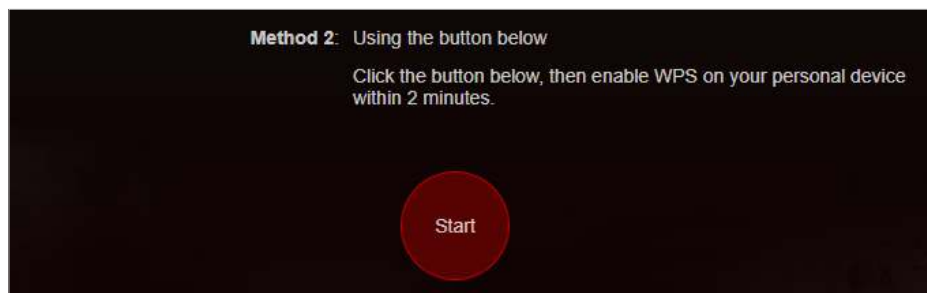 Method 2: Using the button below
Click the button below, then enable WPS on your personal device
within 2 minutes.
Start